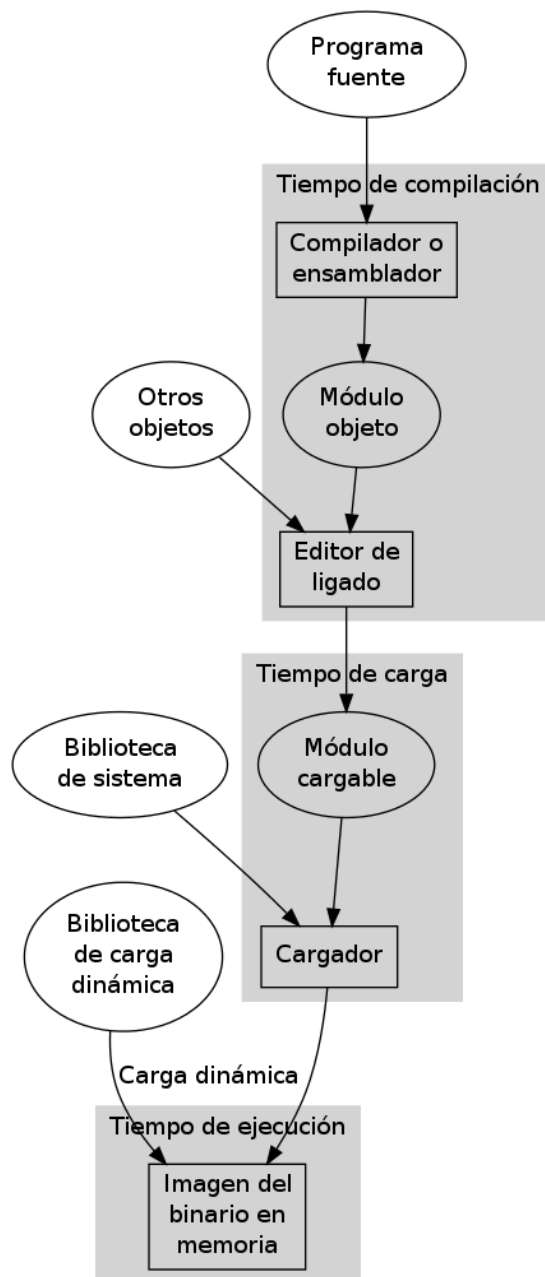 Programa
fuente
Tiempo de compilación
Compilador o
ensamblador
Otros
objetos
Módulo
objeto
Editor de
ligado
Tiempo de carga
Biblioteca
de sistema
Módulo
cargable
Biblioteca
de carga
dinámica
Cargador
Carga dinámica
Tiempo de ejecución
Imagen del
binario en
memoria